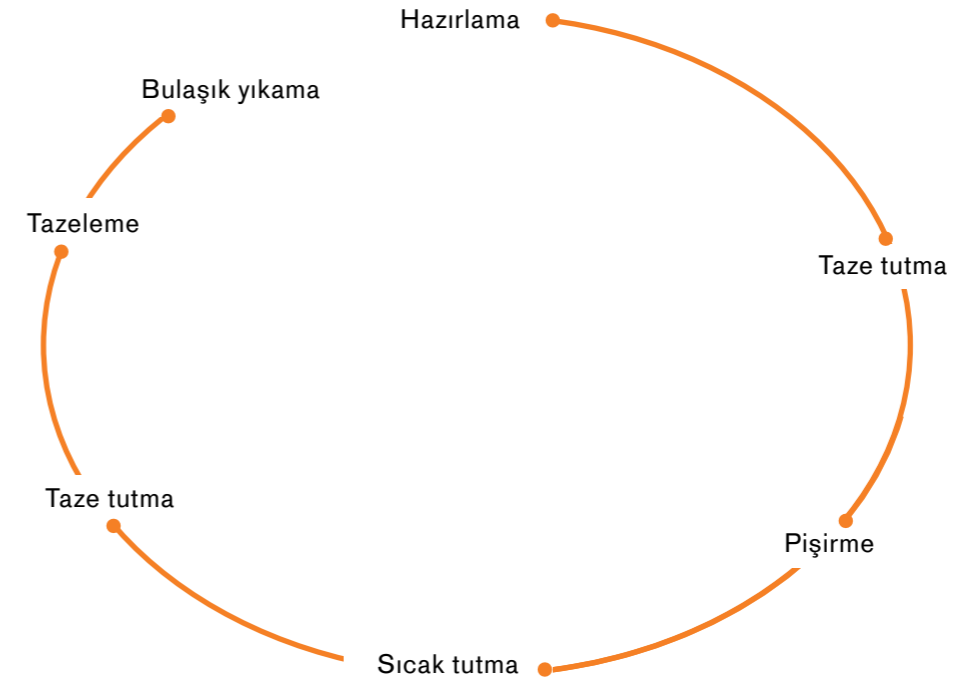 Hazırlama
Taze tutma
Pişirme
Sıcak tutma
Taze tutma
Tazeleme
Bulaşık yıkama